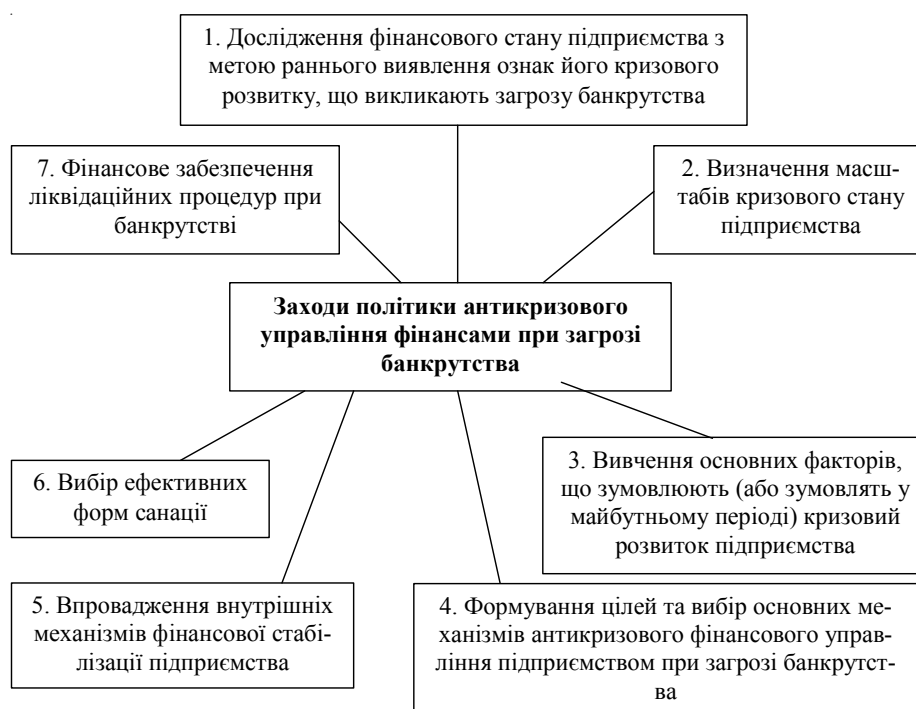 1. Дослідження фінансового стану підприємства з
метою раннього виявлення ознак його кризового
розвитку, що викликають загрозу банкрутства
7. Фінансове забезпечення
ліквідаційних процедур при
банкрутстві
2. Визначення масш-
табів кризового стану
підприємства
Заходи політики антикризового
управління фінансами при загрозі
банкрутства
3. Вивчення основних факторів,
що зумовлюють (або зумовлять у
майбутньому періоді) кризовий
розвиток підприємства
6. Вибір ефективних
форм санації
5. Впровадження внутрішніх
механізмів фінансової стабі-
лізації підприємства
4. Формування цілей та вибір основних ме-
ханізмів антикризового фінансового управ-
ління підприємством при загрозі банкрутст-
ва